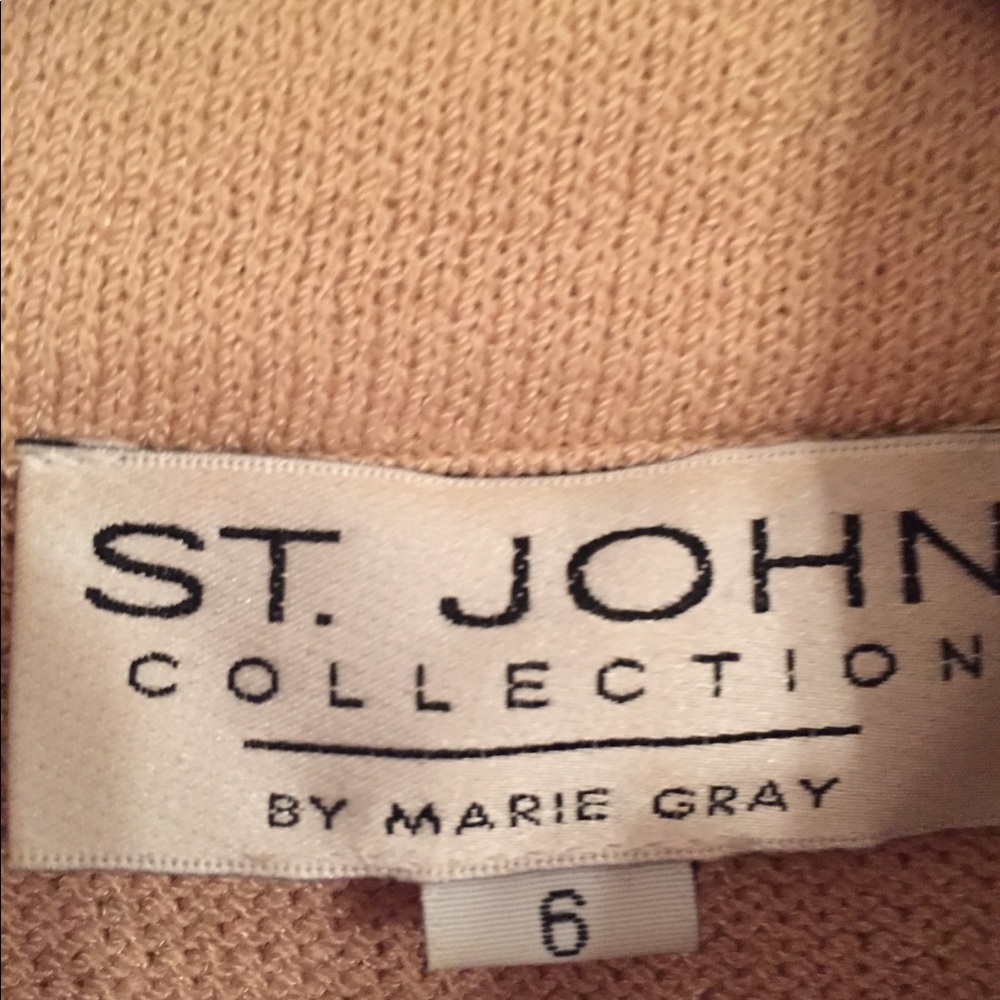 ST. JOHN
COLLECTION
BY MARIE GRAY
6